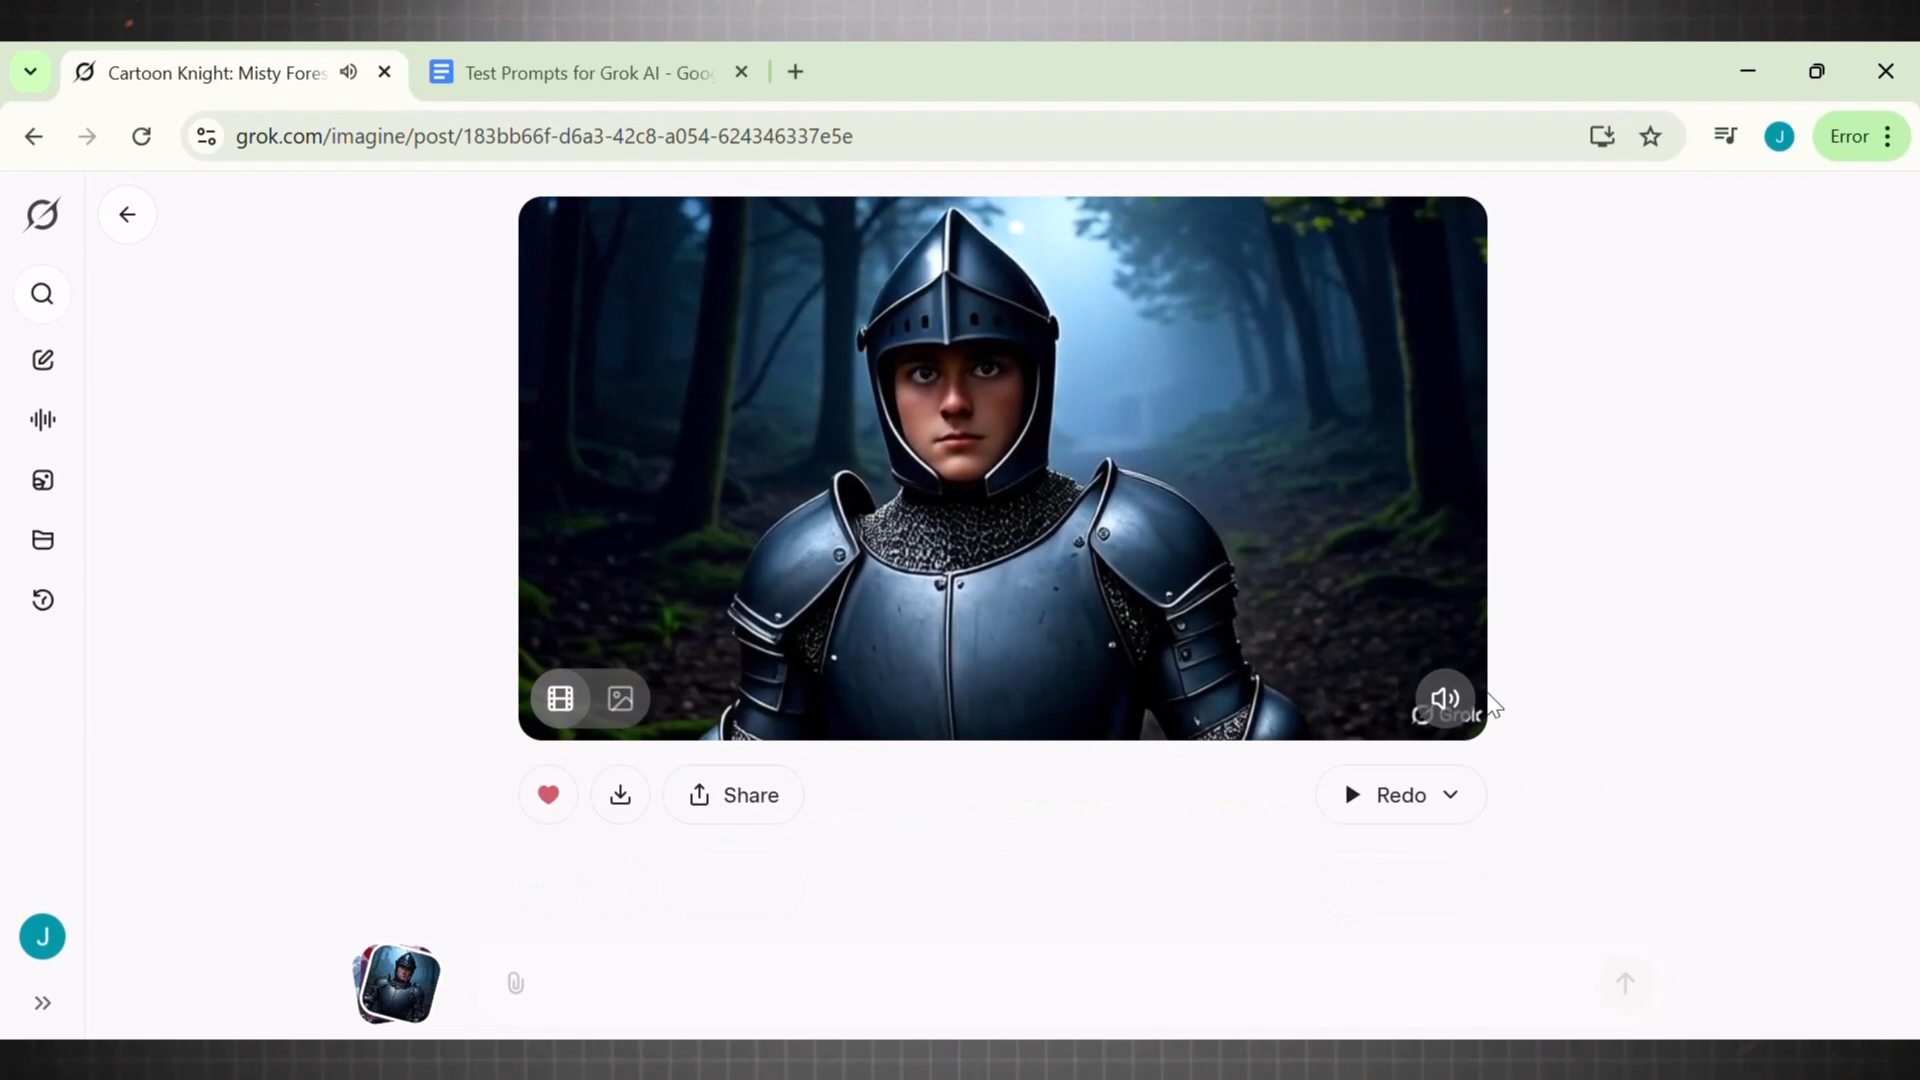 Cartoon Knight: Misty Fores
Test Prompts for Grok AI - Goo
grok.com/imagine/post/183bb66f-d6a3-42c8-a054-624346337e5e
J
Error
Grok
Share
Redo
J